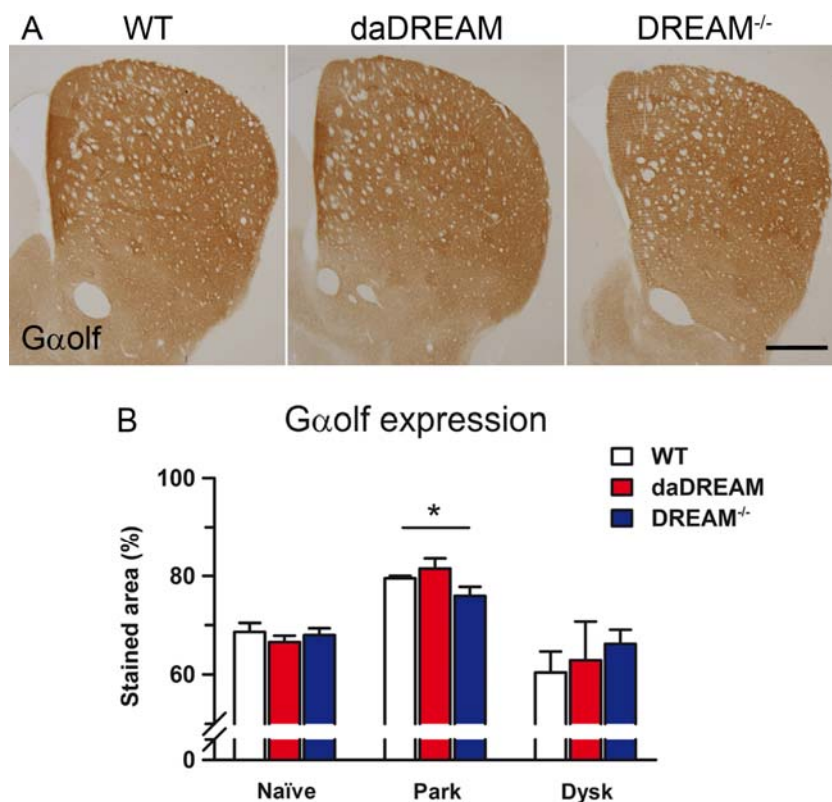 A
WT
daDREAM
DREAM-/-
Gαolf
B
Gαolf expression
WT
daDREAM
DREAM-/-
Stained area (%)
100
80
60
0
*
Naïve
Park
Dysk